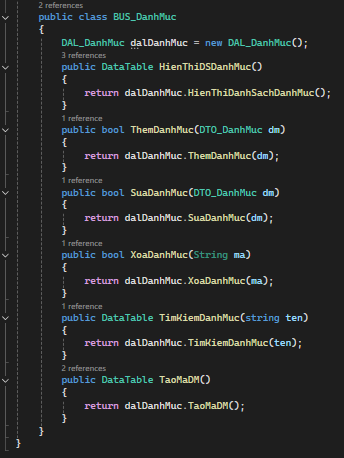 2 references
public class BUS_DanhMuc
{
DAL_DanhMuc dalDanhMuc = new DAL_DanhMuc();
3 references
public DataTable HienThiDSDanhMuc()
{
return dalDanhMuc.HienThiDanhSachDanhMuc();
}
1 reference
public bool ThemDanhMuc(DTO_DanhMuc dm)
{
return dalDanhMuc.ThemDanhMuc(dm);
}
1 reference
public bool SuaDanhMuc(DTO_DanhMuc dm)
{
return dalDanhMuc.SuaDanhMuc(dm);
}
1 reference
public bool XoaDanhMuc(String ma)
{
return dalDanhMuc.XoaDanhMuc(ma);
}
1 reference
public DataTable TimKiemDanhMuc(string ten)
{
return dalDanhMuc.TimKiemDanhMuc(ten);
}
2 references
public DataTable TaoMaDM()
{
return dalDanhMuc.TaoMaDM();
}
}
}